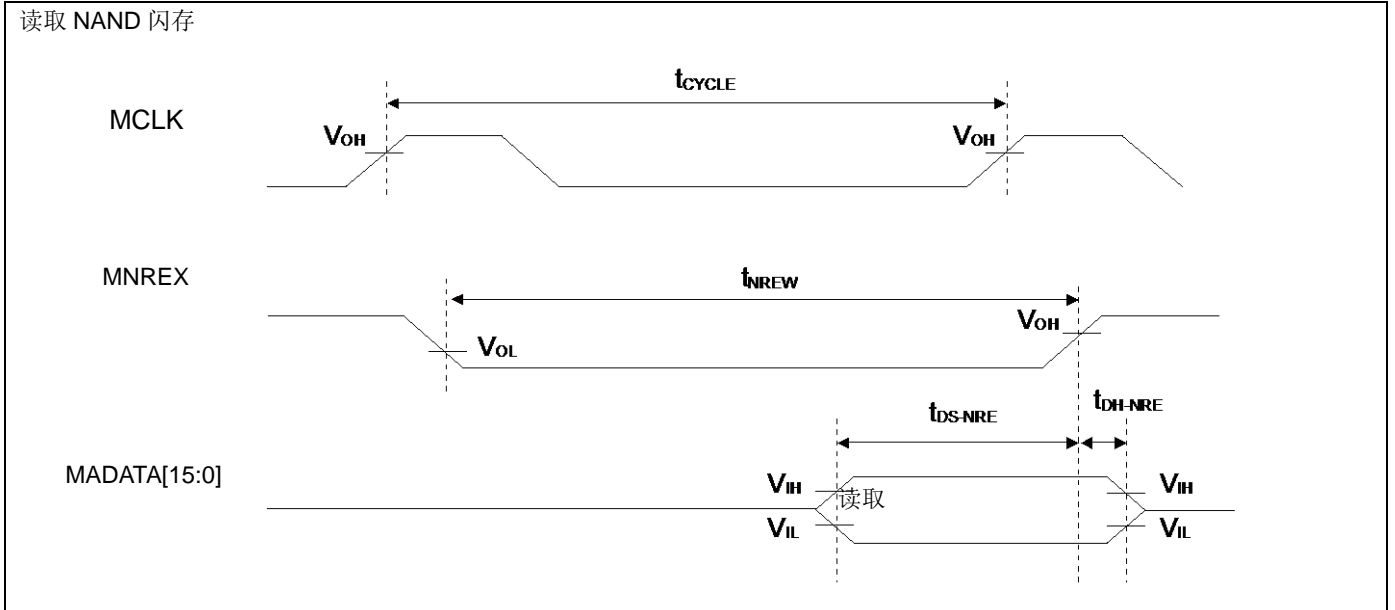 读取 NAND 闪存
tCYCLE
MCLK
VOH
VOH
MNREX
tNREW
VOH
VOL
tDS-NRE
tDH-NRE
MADATA[15:0]
VIH
读取
VIH
VIL
VIL